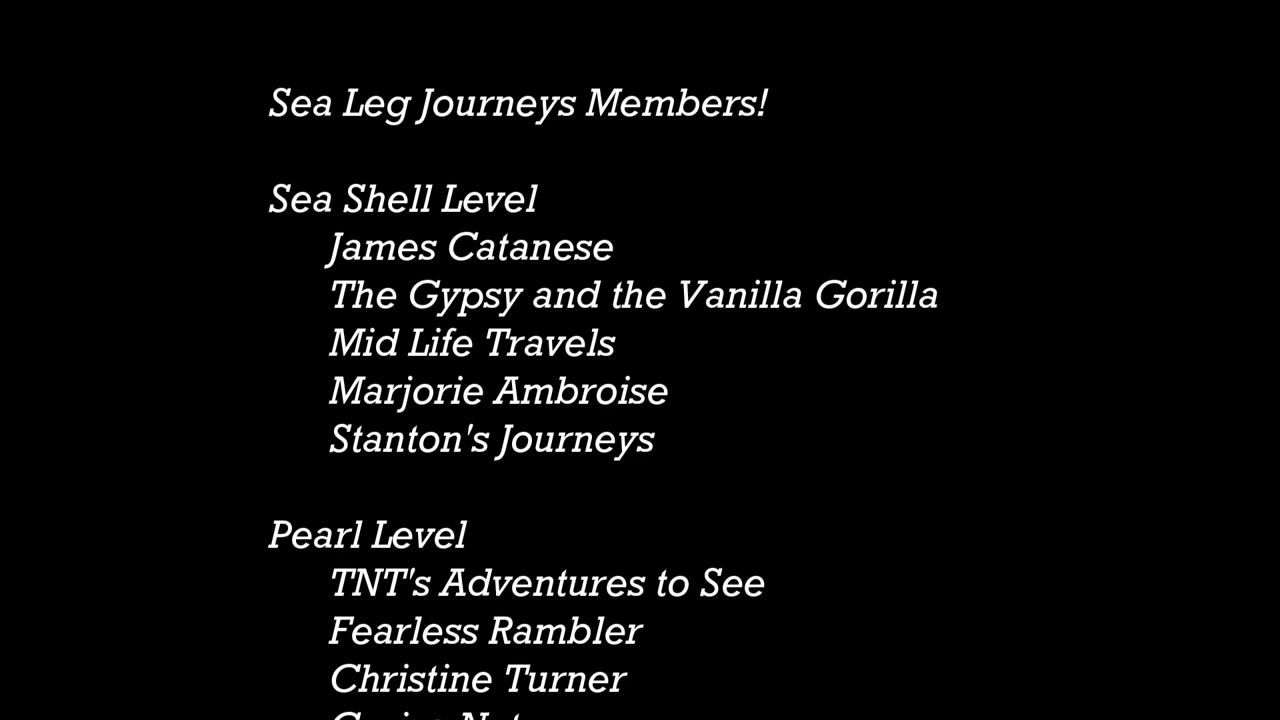 Sea Leg Journeys Members!
Sea Shell Level
James Catanese
The Gypsy and the Vanilla Gorilla
Mid Life Travels
Marjorie Ambroise
Stanton's Journeys
Pearl Level
TNT's Adventures to See
Fearless Rambler
Christine Turner